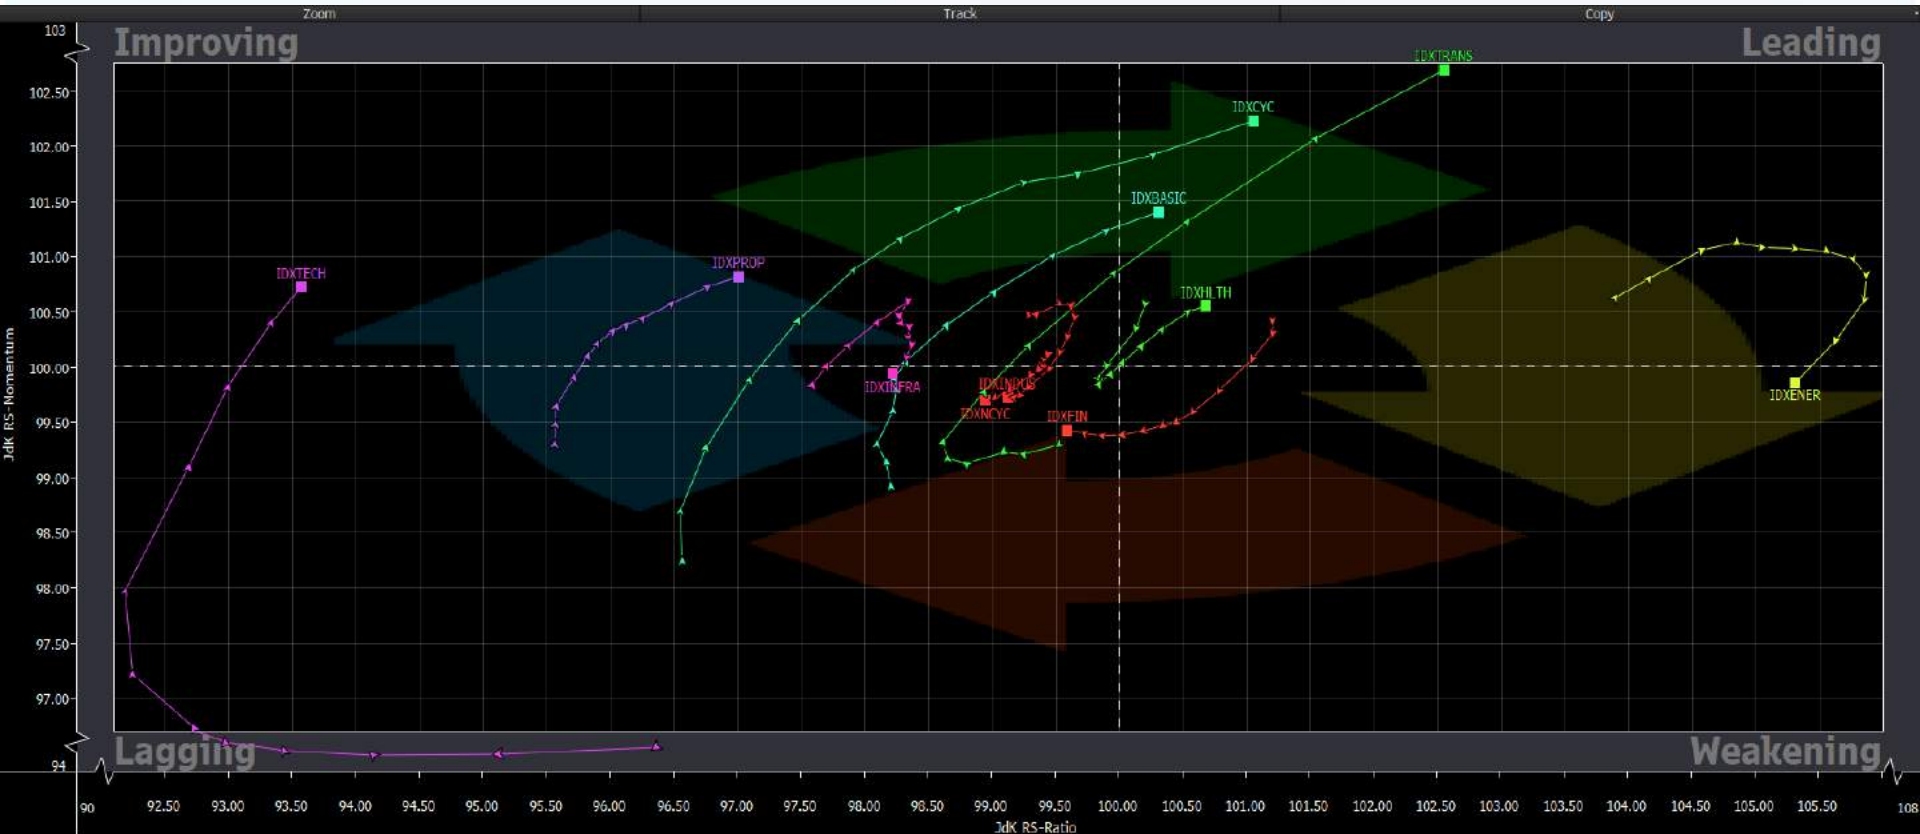 Zoom Track Copy
103
Improving Leading
IDXTRANS
102.50
IDXCYC
102.00
101.50
IDXBASIC
101.00
IDXTECH
IDXPROP
100.50
IDXHLTH
100.00
IDXINFRA
IDXINDUS
IDXENER
IDXNCYC
IDXFIN
99.50
99.00
98.50
98.00
97.50
97.00
94
JdK RS-Momentum
Lagging Weakening
90 92.50 93.00 93.50 94.00 94.50 95.00 95.50 96.00 96.50 97.00 97.50 98.00 98.50 99.00 99.50 100.00 100.50 101.00 101.50 102.00 102.50 103.00 103.50 104.00 104.50 105.00 105.50 108
JdK RS-Ratio